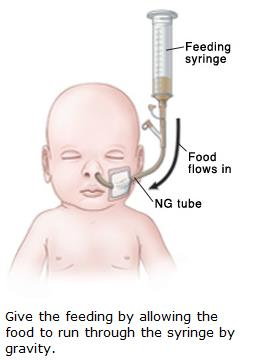 Feeding
syringe
Food
flows in
NG tube
Give the feeding by allowing the
food to run through the syringe by
gravity.